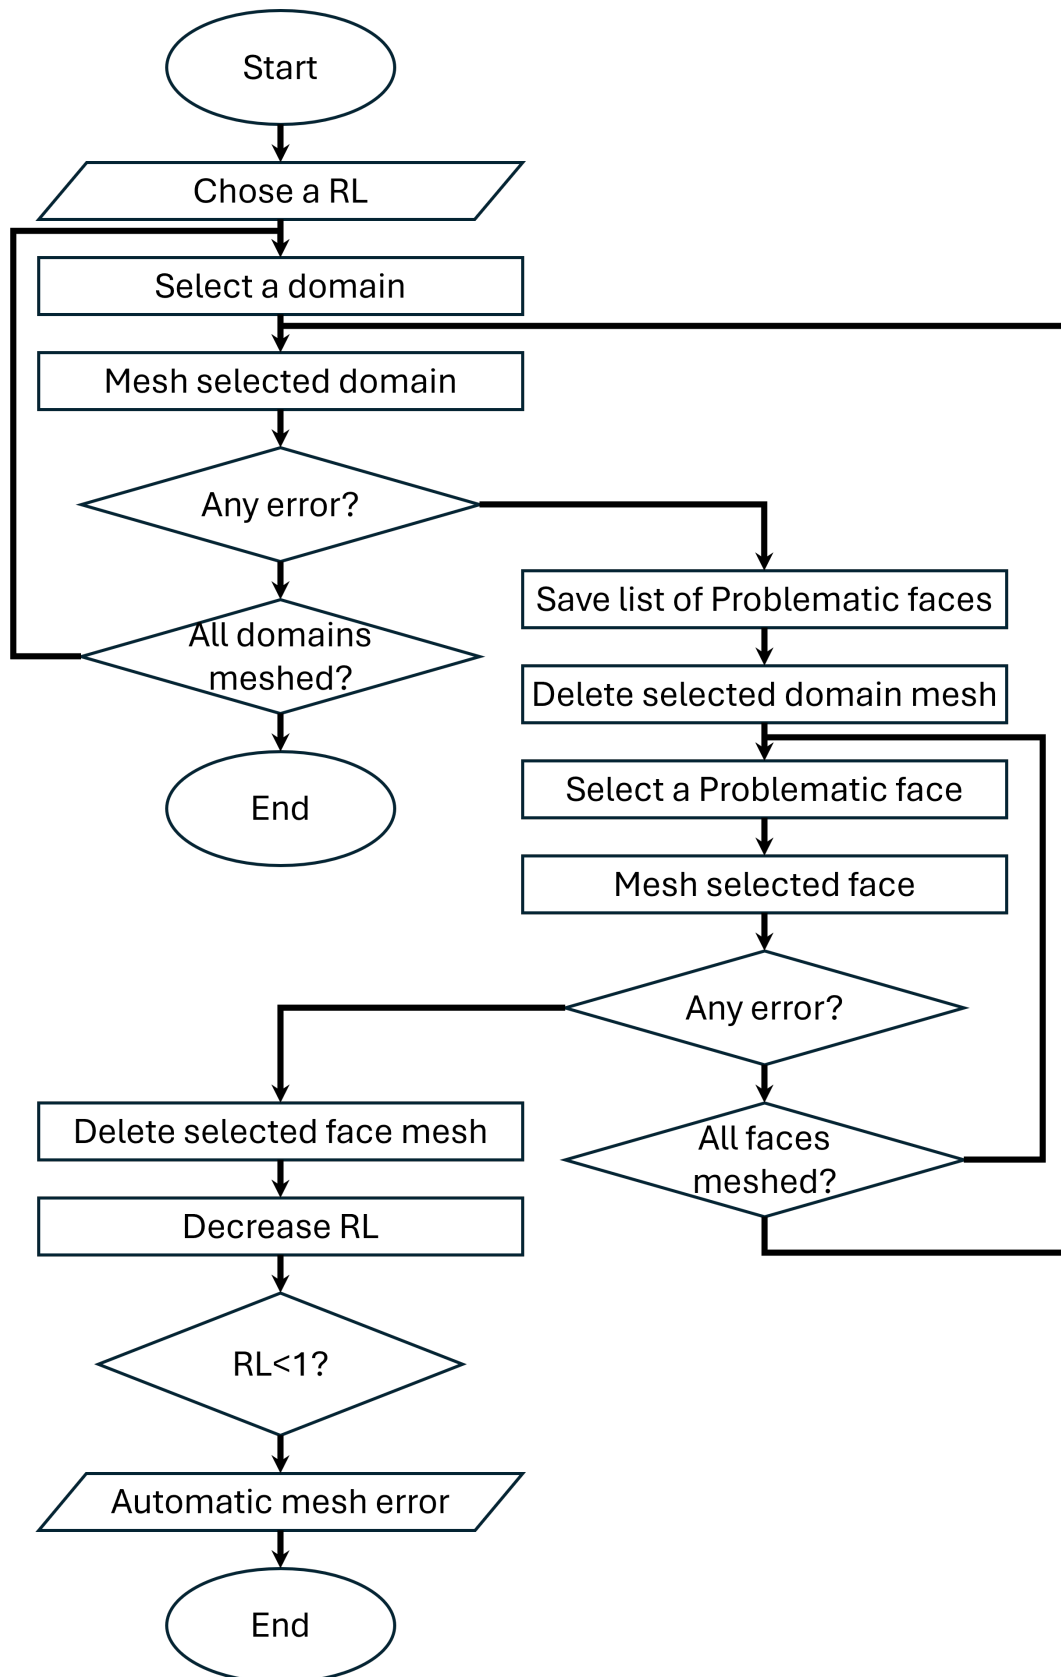 Start
Chose a RL
Select a domain
Mesh selected domain
Any error?
All domains
meshed?
End
Save list of Problematic faces
Delete selected domain mesh
Select a Problematic face
Mesh selected face
Any error?
All faces
meshed?
Delete selected face mesh
Decrease RL
RL<1?
Automatic mesh error
End